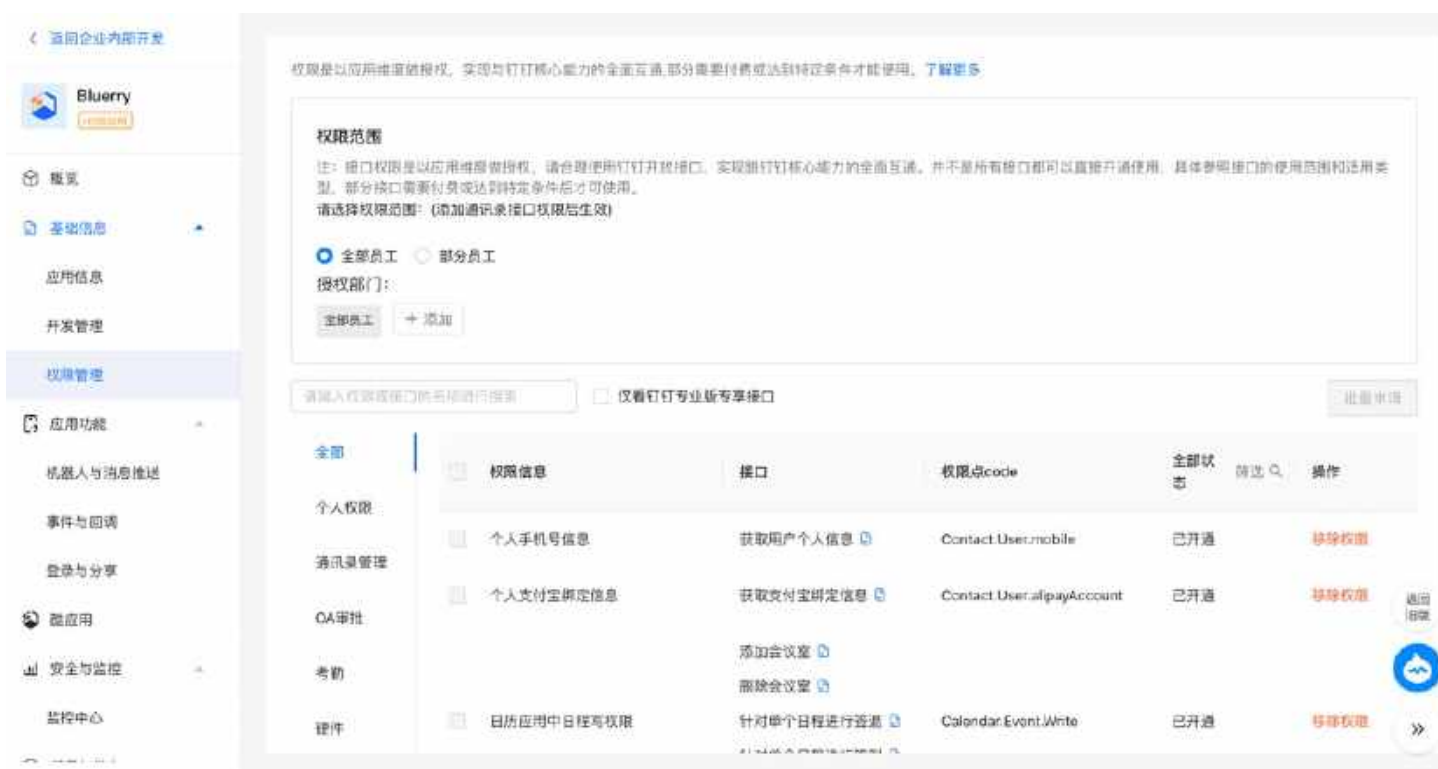 返回企业内部开发
Bluerry
概览
基础信息
应用信息
开发管理
权限管理
应用功能
机器人与消息推送
事件与回调
登录与分享
酷应用
安全与监控
监控中心
权限是以应用维度做授权，实现与钉钉核心能力的全面互通,部分需要付费或达到特定条件才能使用。了解更多
权限范围
注：接口权限是以应用维度做授权，请合理使用钉钉开放接口，实现跟钉钉核心能力的全面互通。并不是所有接口都可以直接开通使用，具体参照接口的使用范围和适用类
型，部分接口需要付费或达到特定条件后才可使用。
请选择权限范围：(添加通讯录接口权限后生效)
全部员工 部分员工
授权部门：
全部员工 + 添加
请输入权限或接口的名称进行搜索 仅看钉钉专业版专享接口 批量申请
全部
个人权限
通讯录管理
OA审批
考勤
硬件
权限信息 接口 权限点code 全部状态 筛选 操作
个人手机号信息 获取用户个人信息 Contact.User.mobile 已开通 移除权限
个人支付宝绑定信息 获取支付宝绑定信息 Contact.User.alipayAccount 已开通 移除权限
添加会议室
删除会议室
日历应用中日程写权限 针对单个日程进行签退 Calendar.Event.Write 已开通 移除权限
返回
旧版